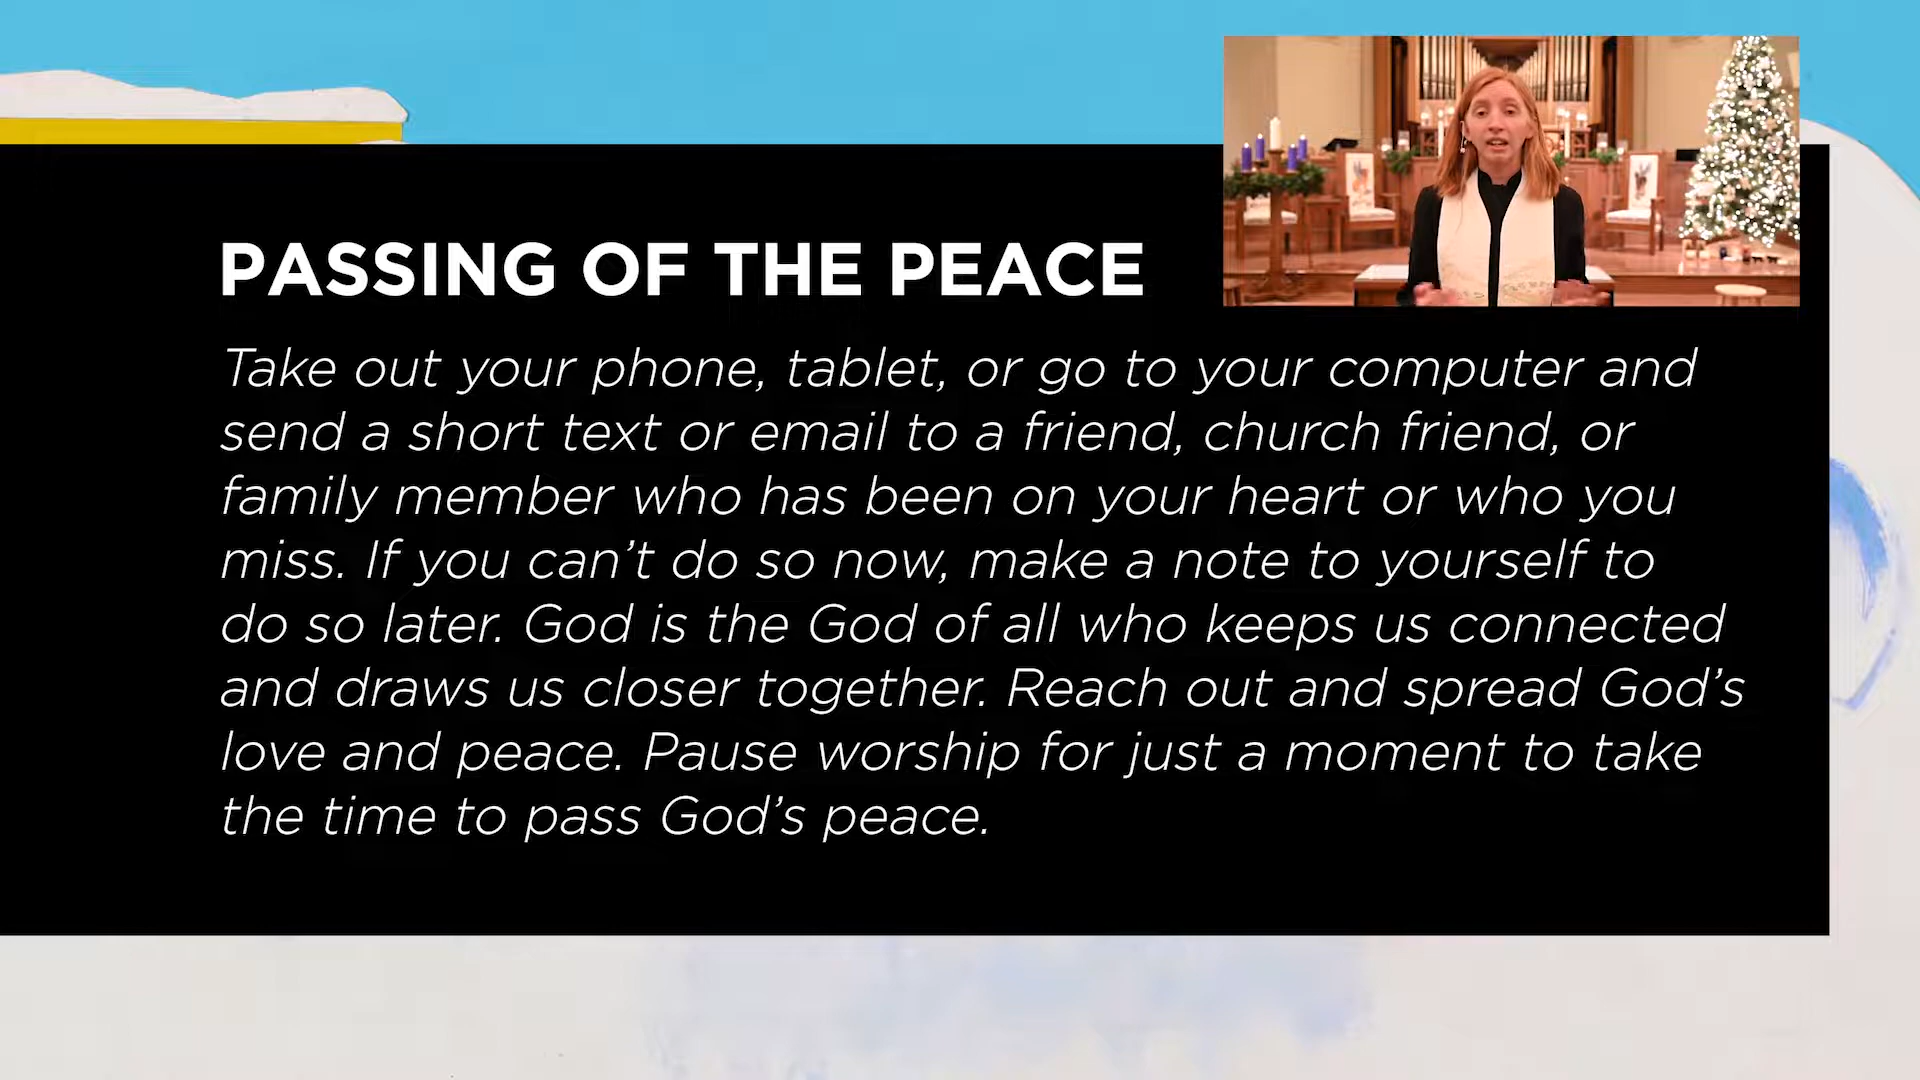 PASSING OF THE PEACE
Take out your phone, tablet, or go to your computer and
send a short text or email to a friend, church friend, or
family member who has been on your heart or who you
miss. If you can’t do so now, make a note to yourself to
do so later. God is the God of all who keeps us connected
and draws us closer together. Reach out and spread God’s
love and peace. Pause worship for just a moment to take
the time to pass God’s peace.